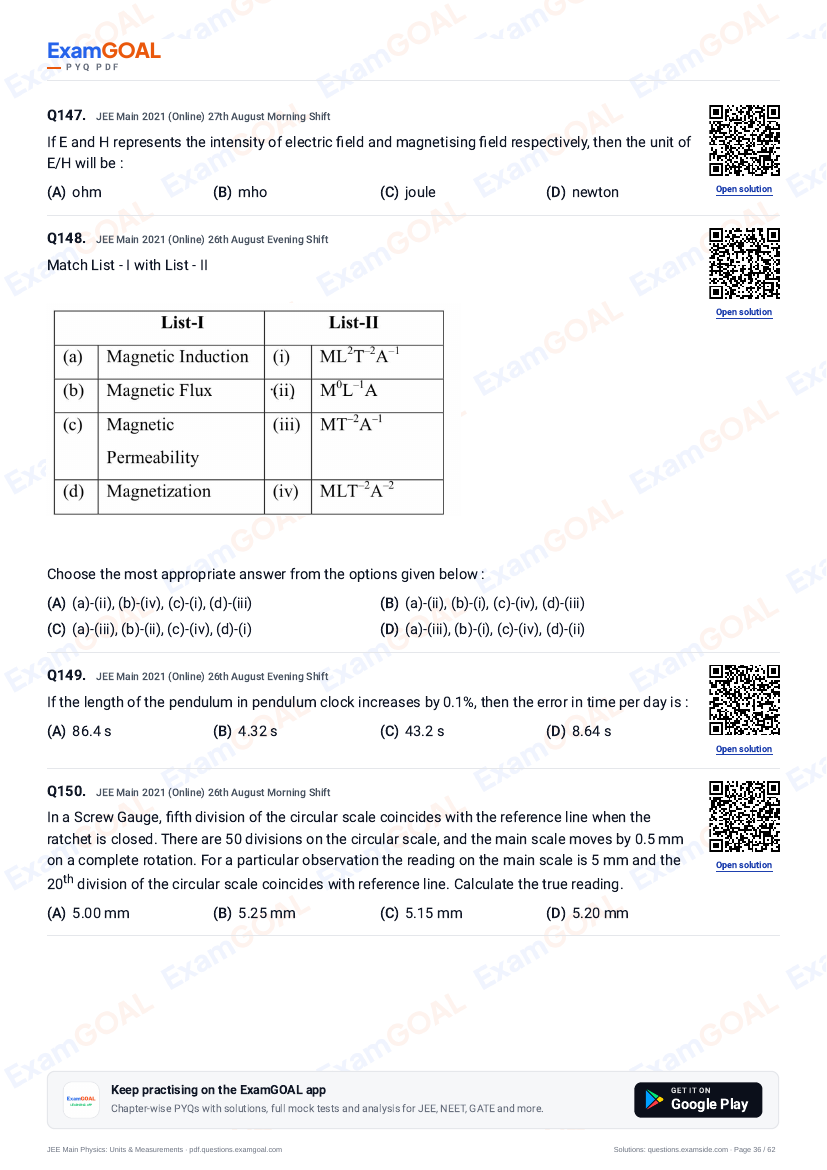 ExamGOAL
PYQ PDF
Q147. JEE Main 2021 (Online) 27th August Morning Shift
If E and H represents the intensity of electric field and magnetising field respectively, then the unit of
E/H will be :
(A) ohm (B) mho (C) joule (D) newton
Open solution
Q148. JEE Main 2021 (Online) 26th August Evening Shift
Match List - I with List - II
Open solution
List-I List-II
(a) Magnetic Induction (i) ML²T⁻²A⁻¹
(b) Magnetic Flux (ii) M⁰L⁻¹A
(c) Magnetic (iii) MT⁻²A⁻¹
Permeability
(d) Magnetization (iv) MLT⁻²A⁻²
Choose the most appropriate answer from the options given below :
(A) (a)-(ii), (b)-(iv), (c)-(i), (d)-(iii) (B) (a)-(ii), (b)-(i), (c)-(iv), (d)-(iii)
(C) (a)-(iii), (b)-(ii), (c)-(iv), (d)-(i) (D) (a)-(iii), (b)-(i), (c)-(iv), (d)-(ii)
Q149. JEE Main 2021 (Online) 26th August Evening Shift
If the length of the pendulum in pendulum clock increases by 0.1%, then the error in time per day is :
(A) 86.4 s (B) 4.32 s (C) 43.2 s (D) 8.64 s
Open solution
Q150. JEE Main 2021 (Online) 26th August Morning Shift
In a Screw Gauge, fifth division of the circular scale coincides with the reference line when the
ratchet is closed. There are 50 divisions on the circular scale, and the main scale moves by 0.5 mm
on a complete rotation. For a particular observation the reading on the main scale is 5 mm and the
20th division of the circular scale coincides with reference line. Calculate the true reading.
Open solution
(A) 5.00 mm (B) 5.25 mm (C) 5.15 mm (D) 5.20 mm
ExamGOAL
Keep practising on the ExamGOAL app
Chapter-wise PYQs with solutions, full mock tests and analysis for JEE, NEET, GATE and more.
GET IT ON
Google Play
JEE Main Physics: Units & Measurements · pdf.questions.examgoal.com
Solutions: questions.examside.com · Page 36 / 62